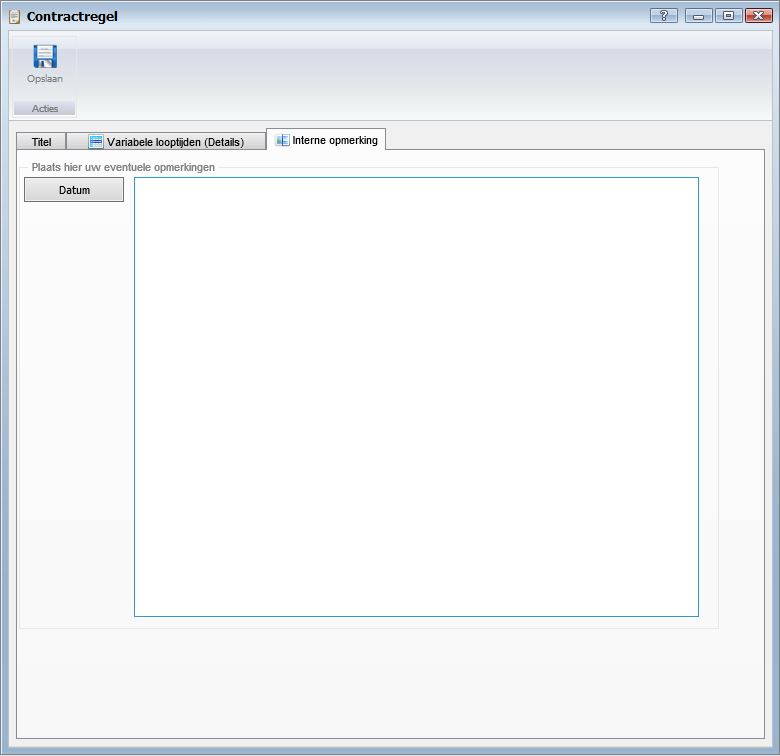 Contractregel
?
Opslaan
Acties
Titel
Variabele looptijden (Details)
Interne opmerking
Plaats hier uw eventuele opmerkingen
Datum